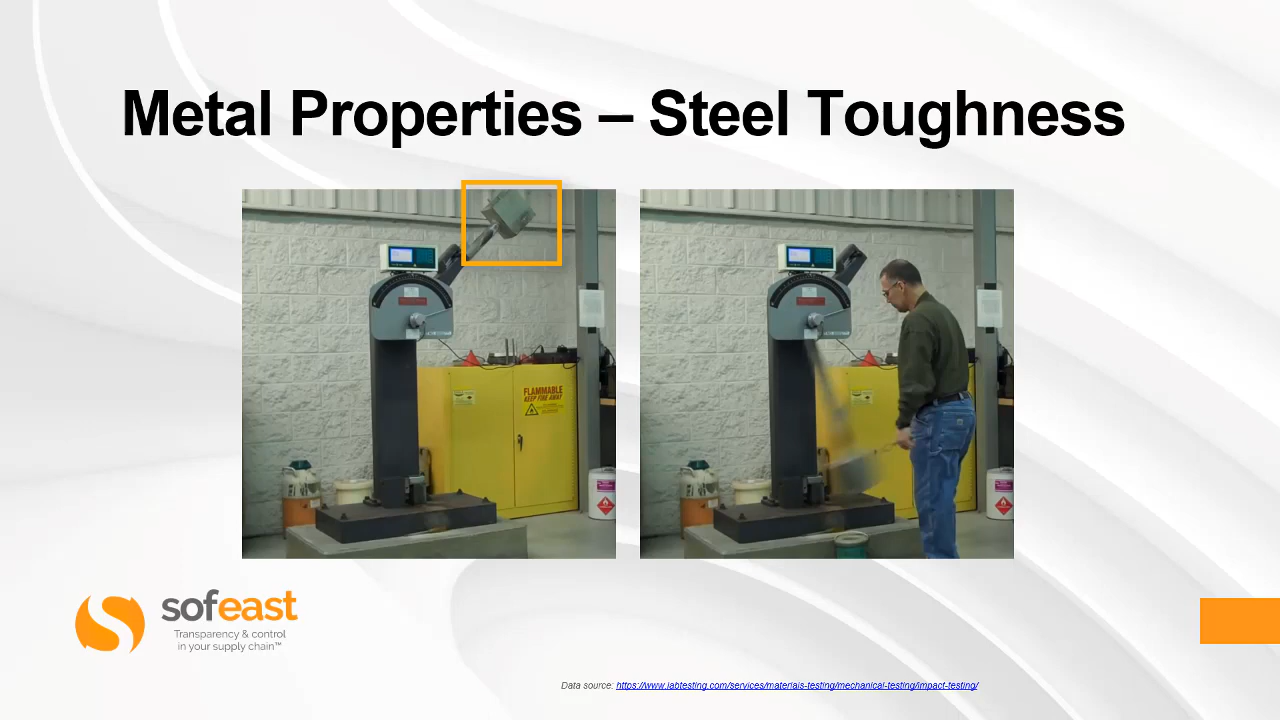 Metal Properties – Steel Toughness
FLAMMABLE
KEEP FIRE AWAY
sofeast
Transparency & control
in your supply chain™
Data source: https://www.labtesting.com/services/materials-testing/mechanical-testing/impact-testing/